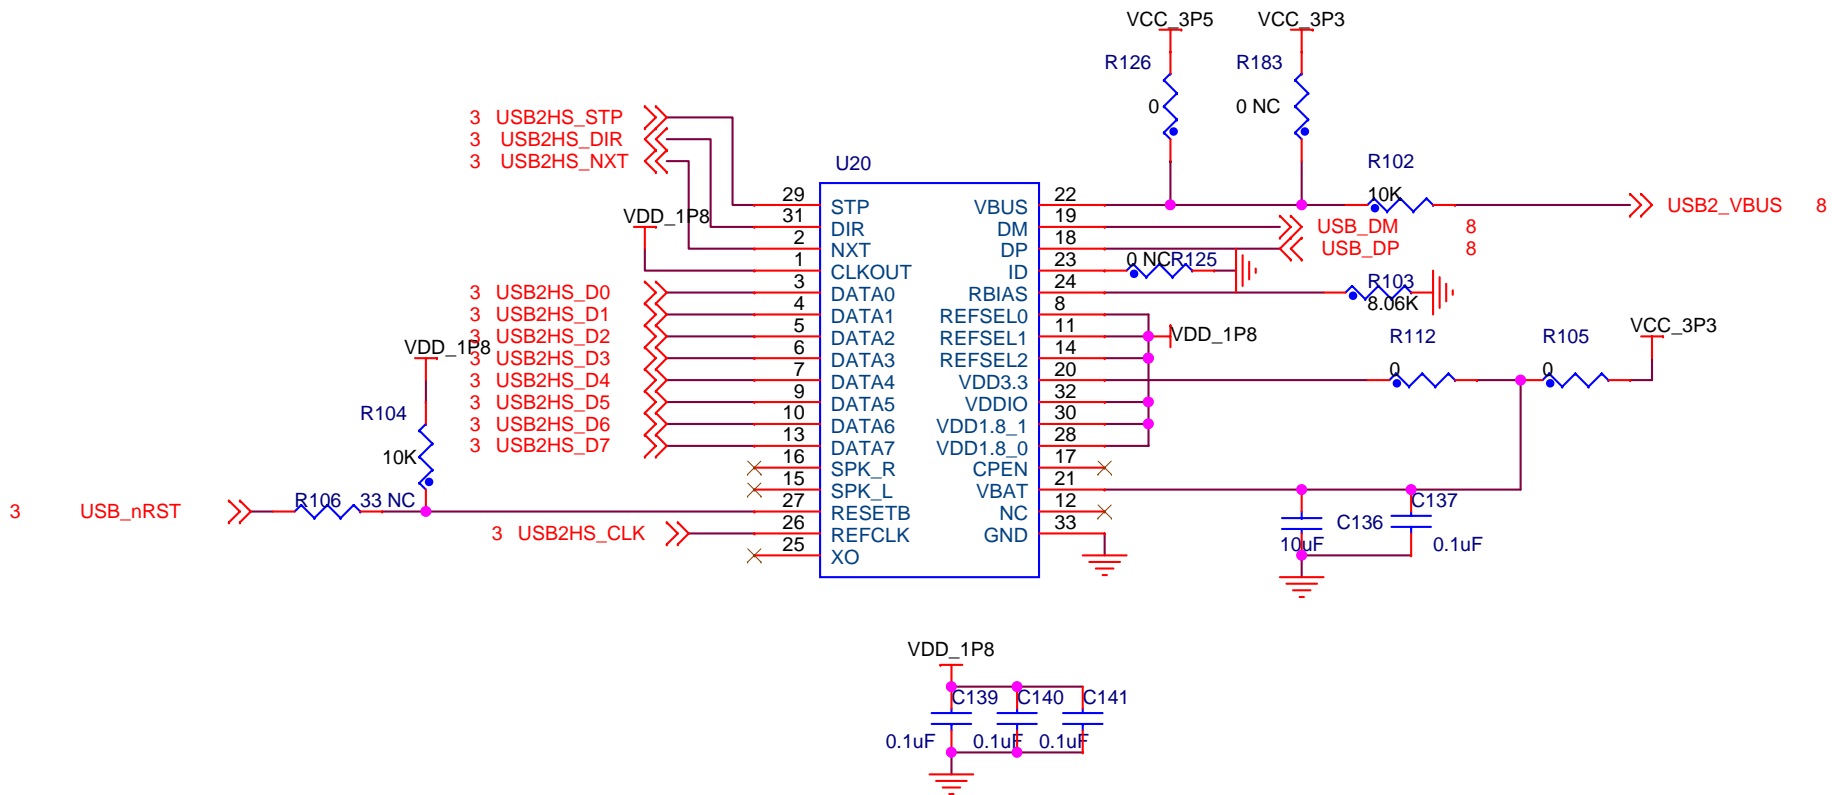 VCC_3P5 VCC_3P3
R126 R183
0 0 NC
3 USB2HS_STP
3 USB2HS_DIR
3 USB2HS_NXT
U20
R102
10K
USB2_VBUS 8
USB_DM 8
USB_DP 8
VDD_1P8
29 STP VBUS 22
31 DIR DM 19
2 NXT DP 18
1 CLKOUT ID 23
3 DATA0 RBIAS 24
4 DATA1 REFSEL0 8
5 DATA2 REFSEL1 11
6 DATA3 REFSEL2 14
7 DATA4 VDD3.3 20
9 DATA5 VDDIO 32
10 DATA6 VDD1.8_1 30
13 DATA7 VDD1.8_0 28
16 SPK_R CPEN 17
15 SPK_L VBAT 21
27 RESETB NC 12
26 REFCLK GND 33
25 XO
0 NC R125
R103
8.06K
VDD_1P8
R112 R105 VCC_3P3
0 0
3 USB2HS_D0
3 USB2HS_D1
3 USB2HS_D2
3 USB2HS_D3
3 USB2HS_D4
3 USB2HS_D5
3 USB2HS_D6
3 USB2HS_D7
VDD_1P8
R104
10K
3 USB_nRST R106 33 NC
3 USB2HS_CLK
C137
C136
10uF 0.1uF
VDD_1P8
C139 C140 C141
0.1uF 0.1uF 0.1uF